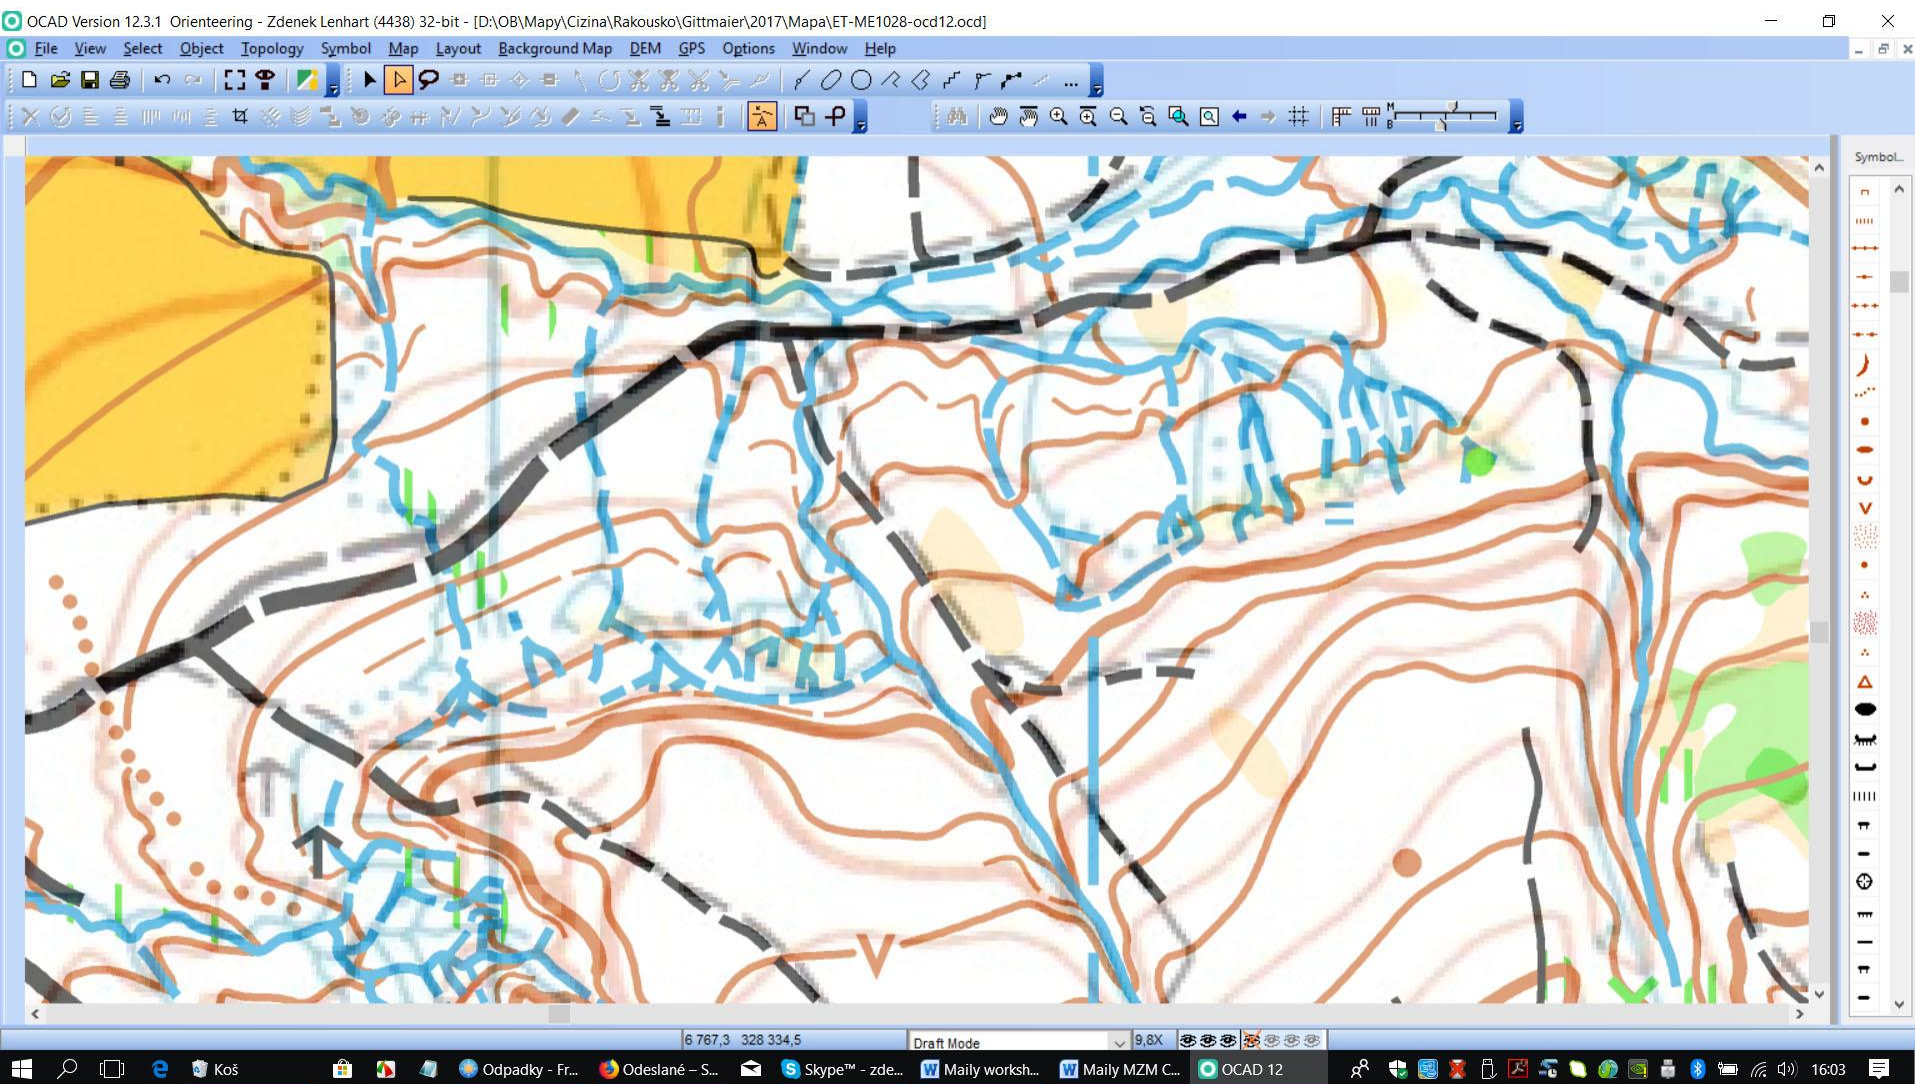 OCAD Version 12.3.1 Orienteering - Zdenek Lenhart (4438) 32-bit - [D:\OB\Mapy\Cizina\Rakousko\Gittmaier\2017\Mapa\ET-ME1028-ocd12.ocd]
File View Select Object Topology Symbol Map Layout Background Map DEM GPS Options Window Help
M
B
Symbol...
6 767,3 328 334,5 Draft Mode 9,8X
Koš Odpadky - Fr... Odeslané – S... Skype™ - zde... Maily worksh... Maily MZM C... OCAD 12 16:03